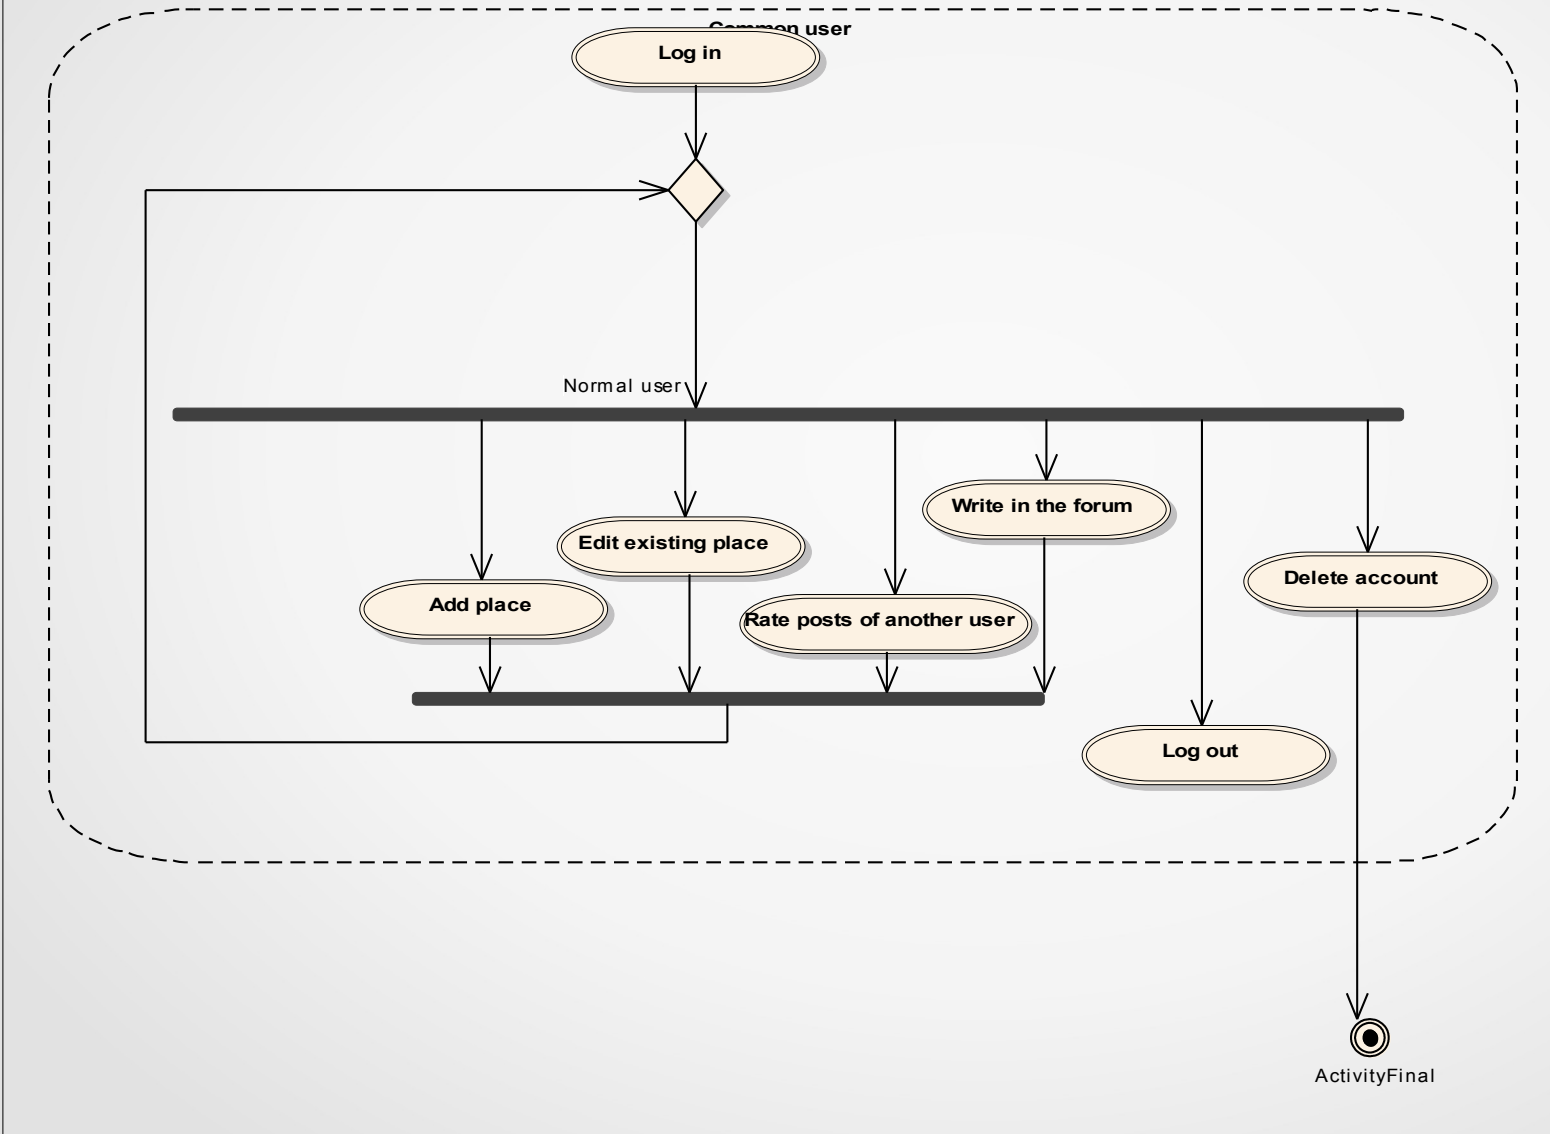 Common user
Log in
Normal user
Write in the forum
Edit existing place
Delete account
Add place
Rate posts of another user
Log out
ActivityFinal